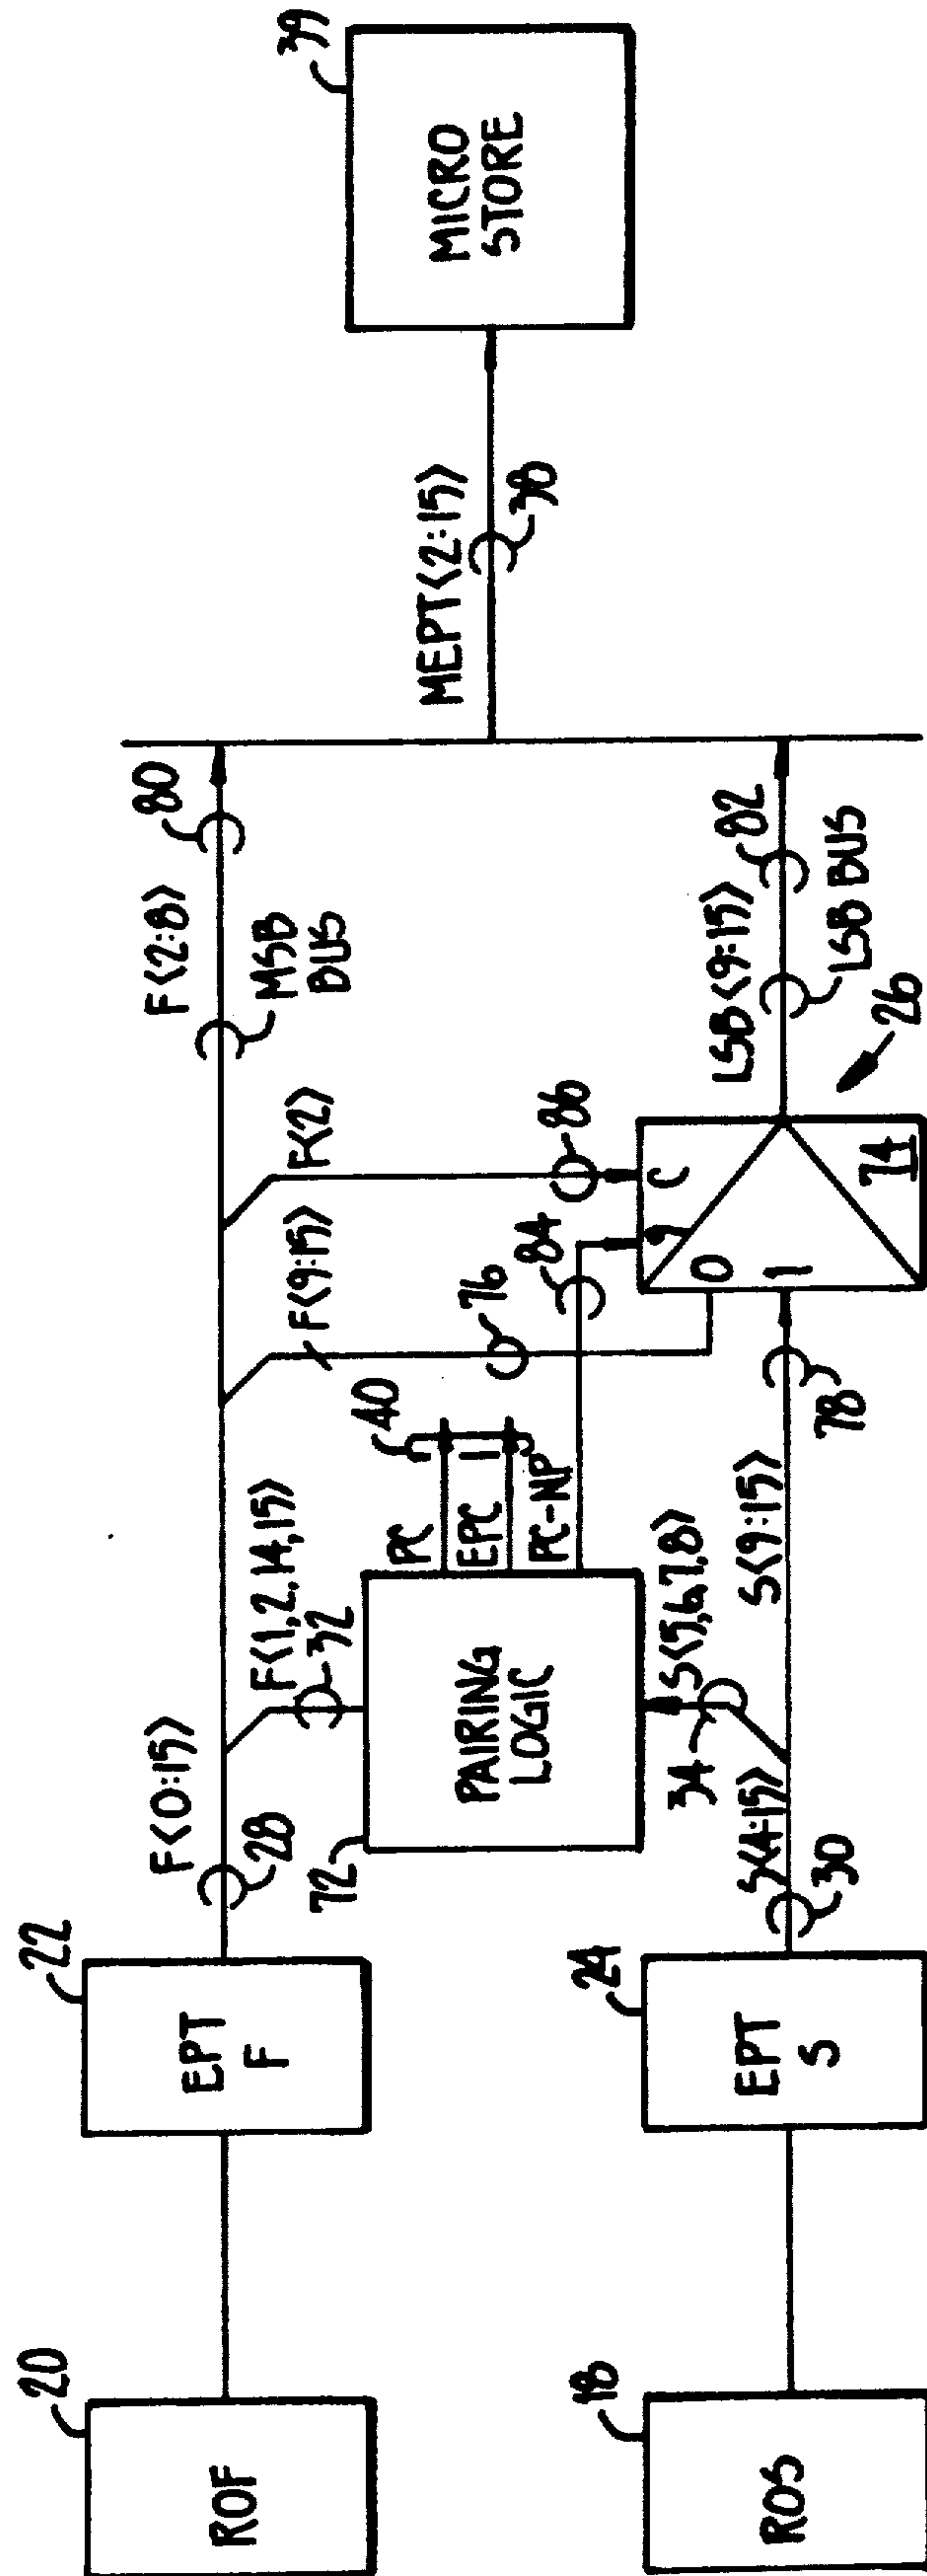 20
ROF
22
EPT
F
F<0:15>
28
F<1,2,14,15>
32
72
PAIRING
LOGIC
PC
EPC
PC-NP
40
F<9:15>
76
F<2>
86
84
MSB
BUS
F<2:8>
80
18
ROS
24
EPT
S
S<4:15>
30
34
S<5,6,7,8>
S<9:15>
78
0
1
C
74
26
LSB<9:15>
82
LSB BUS
MEPT<2:15>
38
MICRO
STORE
39